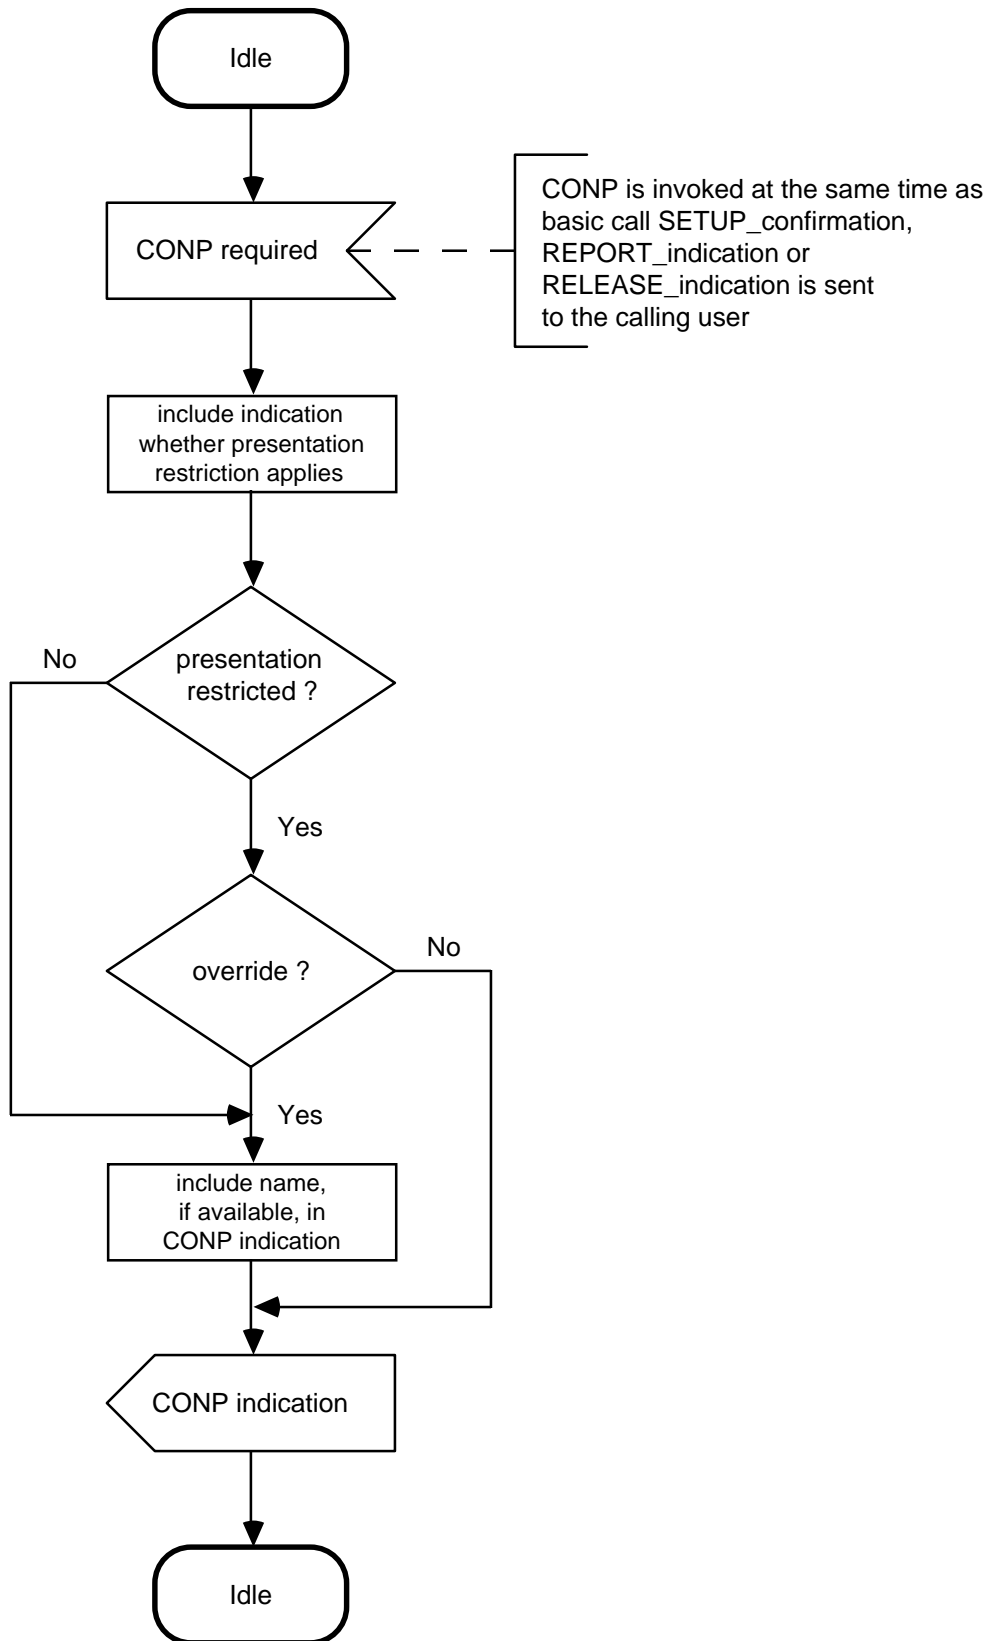 Idle
CONP required
CONP is invoked at the same time as
basic call SETUP_confirmation,
REPORT_indication or
RELEASE_indication is sent
to the calling user
include indication
whether presentation
restriction applies
No
presentation
restricted ?
Yes
No
override ?
Yes
include name,
if available, in
CONP indication
CONP indication
Idle